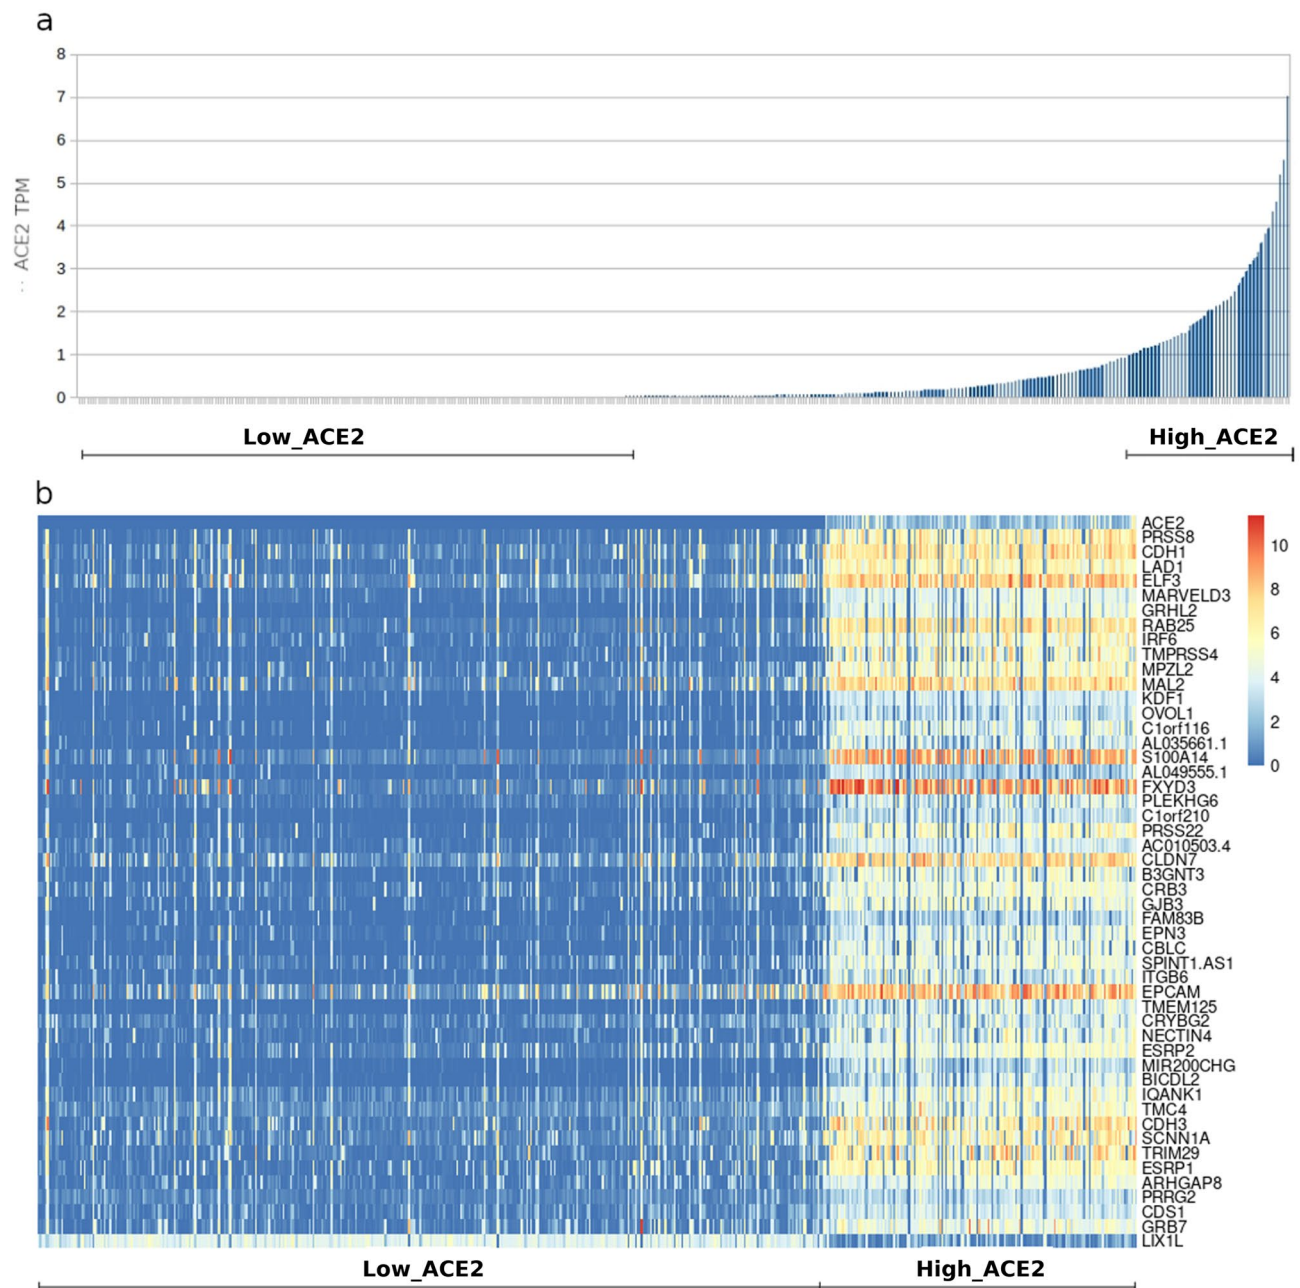 a
8
7
6
5
4
3
2
1
0
ACE2 TPM
Low_ACE2
High_ACE2
b
ACE2
PRSS8
CDH1
LAD1
ELF3
MARVELD3
GRHL2
RAB25
IRF6
TMPRSS4
MPZL2
MAL2
KDF1
OVOL1
C1orf116
AL035661.1
S100A14
AL049555.1
FXYD3
PLEKHG6
C1orf210
PRSS22
AC010503.4
CLDN7
B3GNT3
CRB3
GJB3
FAM83B
EPN3
CBLC
SPINT1.AS1
ITGB6
EPCAM
TMEM125
CRYBG2
NECTIN4
ESRP2
MIR200CHG
BICDL2
IQANK1
TMC4
CDH3
SCNN1A
TRIM29
ESRP1
ARHGAP8
PRRG2
CDS1
GRB7
LIX1L
10
8
6
4
2
0
Low_ACE2
High_ACE2